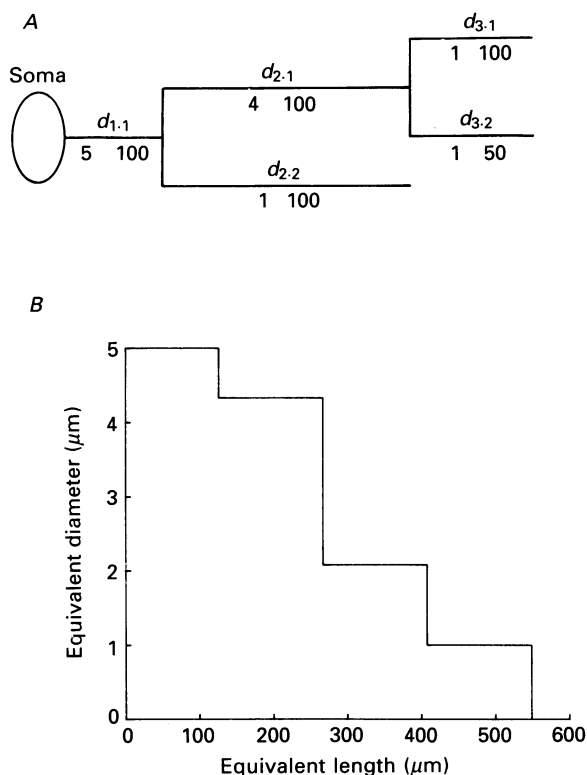 A
Soma
d1·1
5 100
d2·1
4 100
d2·2
1 100
d3·1
1 100
d3·2
1 50
B
Equivalent diameter (μm)
5
4
3
2
1
0
0 100 200 300 400 500 600
Equivalent length (μm)